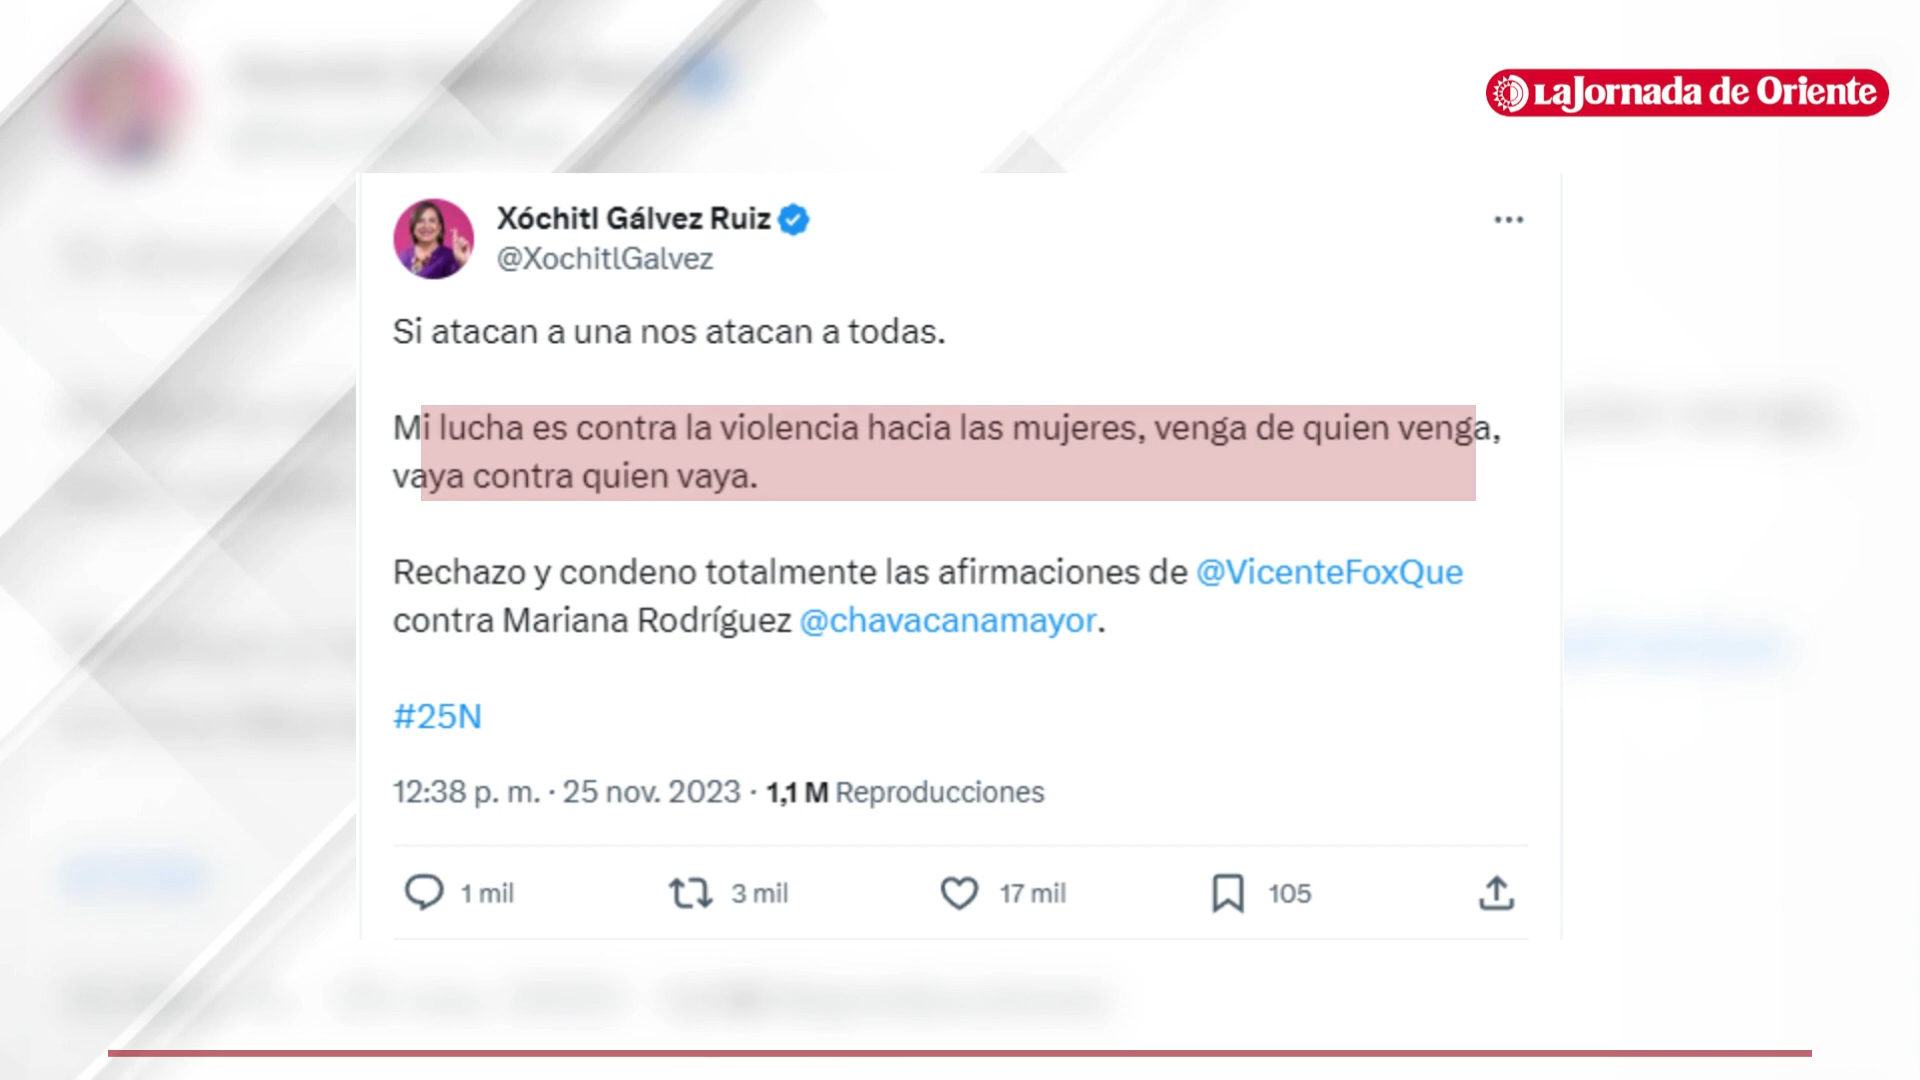 LaJornada de Oriente
Xóchitl Gálvez Ruiz
@XochitlGalvez
Si atacan a una nos atacan a todas.
Mi lucha es contra la violencia hacia las mujeres, venga de quien venga,
vaya contra quien vaya.
Rechazo y condeno totalmente las afirmaciones de @VicenteFoxQue
contra Mariana Rodríguez @chavacanamayor.
#25N
12:38 p. m. · 25 nov. 2023 · 1,1 M Reproducciones
1 mil 3 mil 17 mil 105